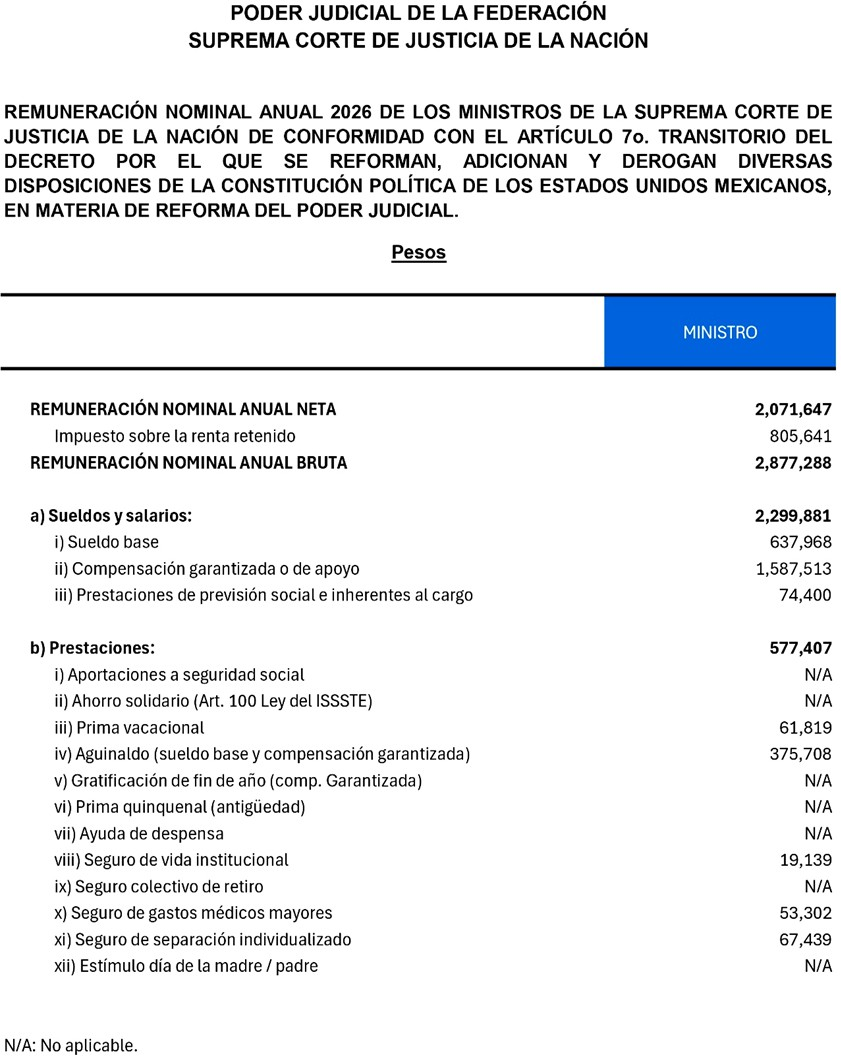 PODER JUDICIAL DE LA FEDERACIÓN
SUPREMA CORTE DE JUSTICIA DE LA NACIÓN
REMUNERACIÓN NOMINAL ANUAL 2026 DE LOS MINISTROS DE LA SUPREMA CORTE DE
JUSTICIA DE LA NACIÓN DE CONFORMIDAD CON EL ARTÍCULO 7o. TRANSITORIO DEL
DECRETO POR EL QUE SE REFORMAN, ADICIONAN Y DEROGAN DIVERSAS
DISPOSICIONES DE LA CONSTITUCIÓN POLÍTICA DE LOS ESTADOS UNIDOS MEXICANOS,
EN MATERIA DE REFORMA DEL PODER JUDICIAL.
Pesos
MINISTRO
REMUNERACIÓN NOMINAL ANUAL NETA 2,071,647
Impuesto sobre la renta retenido 805,641
REMUNERACIÓN NOMINAL ANUAL BRUTA 2,877,288
a) Sueldos y salarios: 2,299,881
i) Sueldo base 637,968
ii) Compensación garantizada o de apoyo 1,587,513
iii) Prestaciones de previsión social e inherentes al cargo 74,400
b) Prestaciones: 577,407
i) Aportaciones a seguridad social N/A
ii) Ahorro solidario (Art. 100 Ley del ISSSTE) N/A
iii) Prima vacacional 61,819
iv) Aguinaldo (sueldo base y compensación garantizada) 375,708
v) Gratificación de fin de año (comp. Garantizada) N/A
vi) Prima quinquenal (antigüedad) N/A
vii) Ayuda de despensa N/A
viii) Seguro de vida institucional 19,139
ix) Seguro colectivo de retiro N/A
x) Seguro de gastos médicos mayores 53,302
xi) Seguro de separación individualizado 67,439
xii) Estímulo día de la madre / padre N/A
N/A: No aplicable.